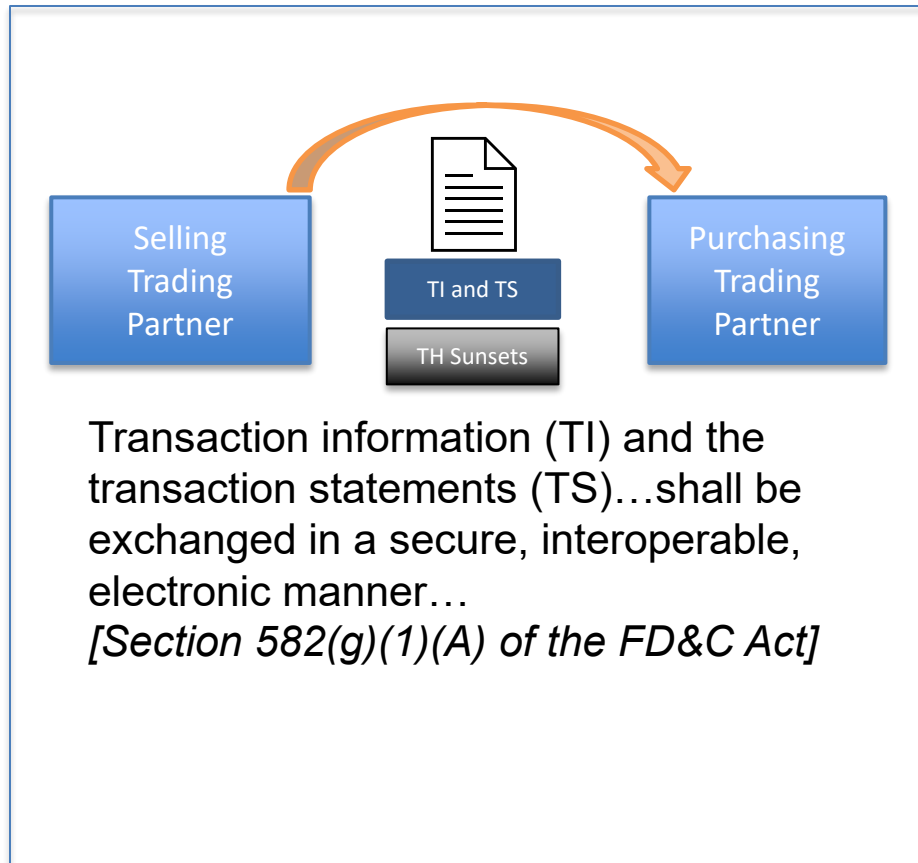 Selling
Trading
Partner
TI and TS
TH Sunsets
Purchasing
Trading
Partner
Transaction information (TI) and the
transaction statements (TS)…shall be
exchanged in a secure, interoperable,
electronic manner…
[Section 582(g)(1)(A) of the FD&C Act]